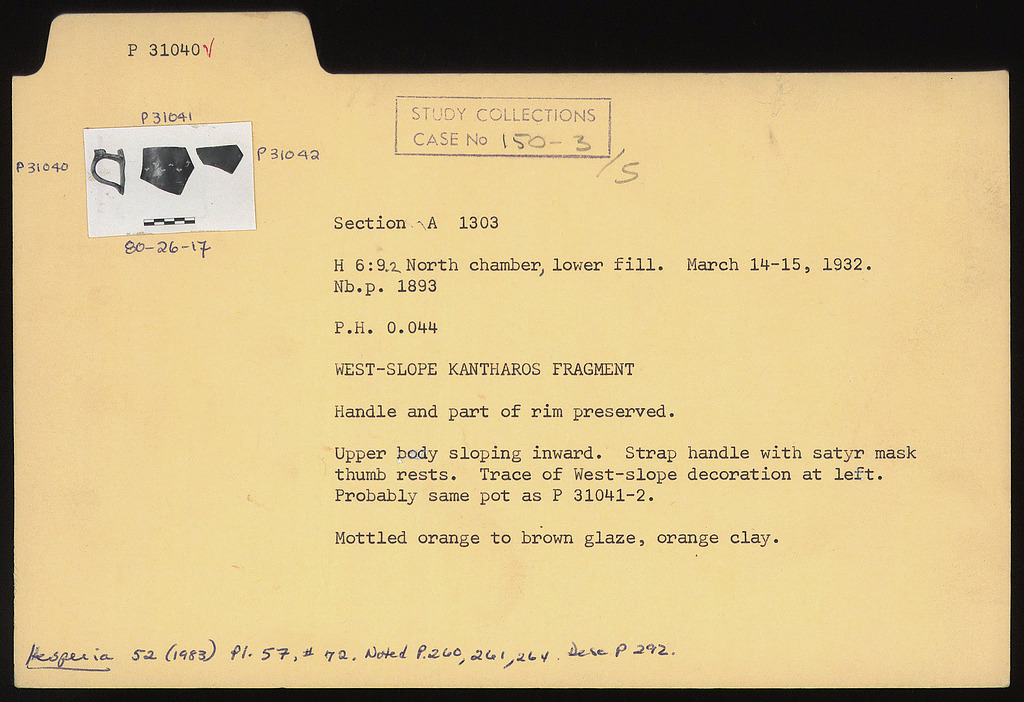 P 31040√
P31041
P31040
P31042
80-26-17
STUDY COLLECTIONS
CASE No 150-3
/5
Section A 1303
H 6:9.2 North chamber, lower fill. March 14-15, 1932.
Nb.p. 1893
P.H. 0.044
WEST-SLOPE KANTHAROS FRAGMENT
Handle and part of rim preserved.
Upper body sloping inward. Strap handle with satyr mask
thumb rests. Trace of West-slope decoration at left.
Probably same pot as P 31041-2.
Mottled orange to brown glaze, orange clay.
Hesperia 52 (1983) Pl. 57, # 72. Noted P.260, 261, 264. Desc P 292.